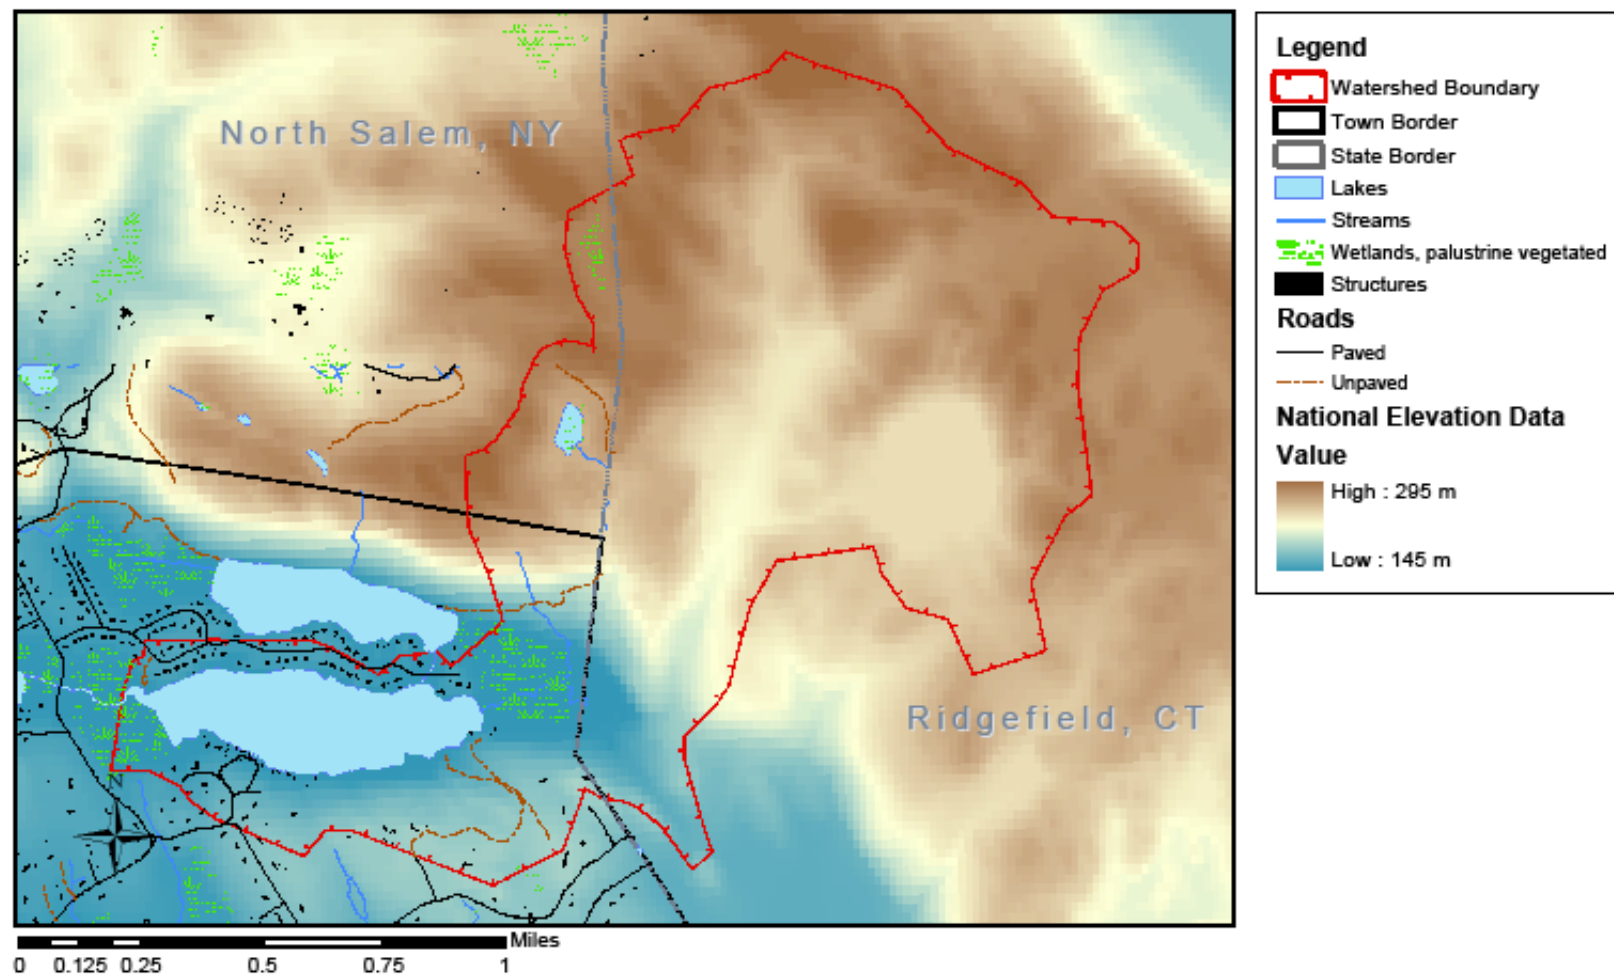 North Salem, NY
Ridgefield, CT
N
Miles
0 0.125 0.25 0.5 0.75 1
Legend
Watershed Boundary
Town Border
State Border
Lakes
Streams
Wetlands, palustrine vegetated
Structures
Roads
Paved
Unpaved
National Elevation Data
Value
High : 295 m
Low : 145 m